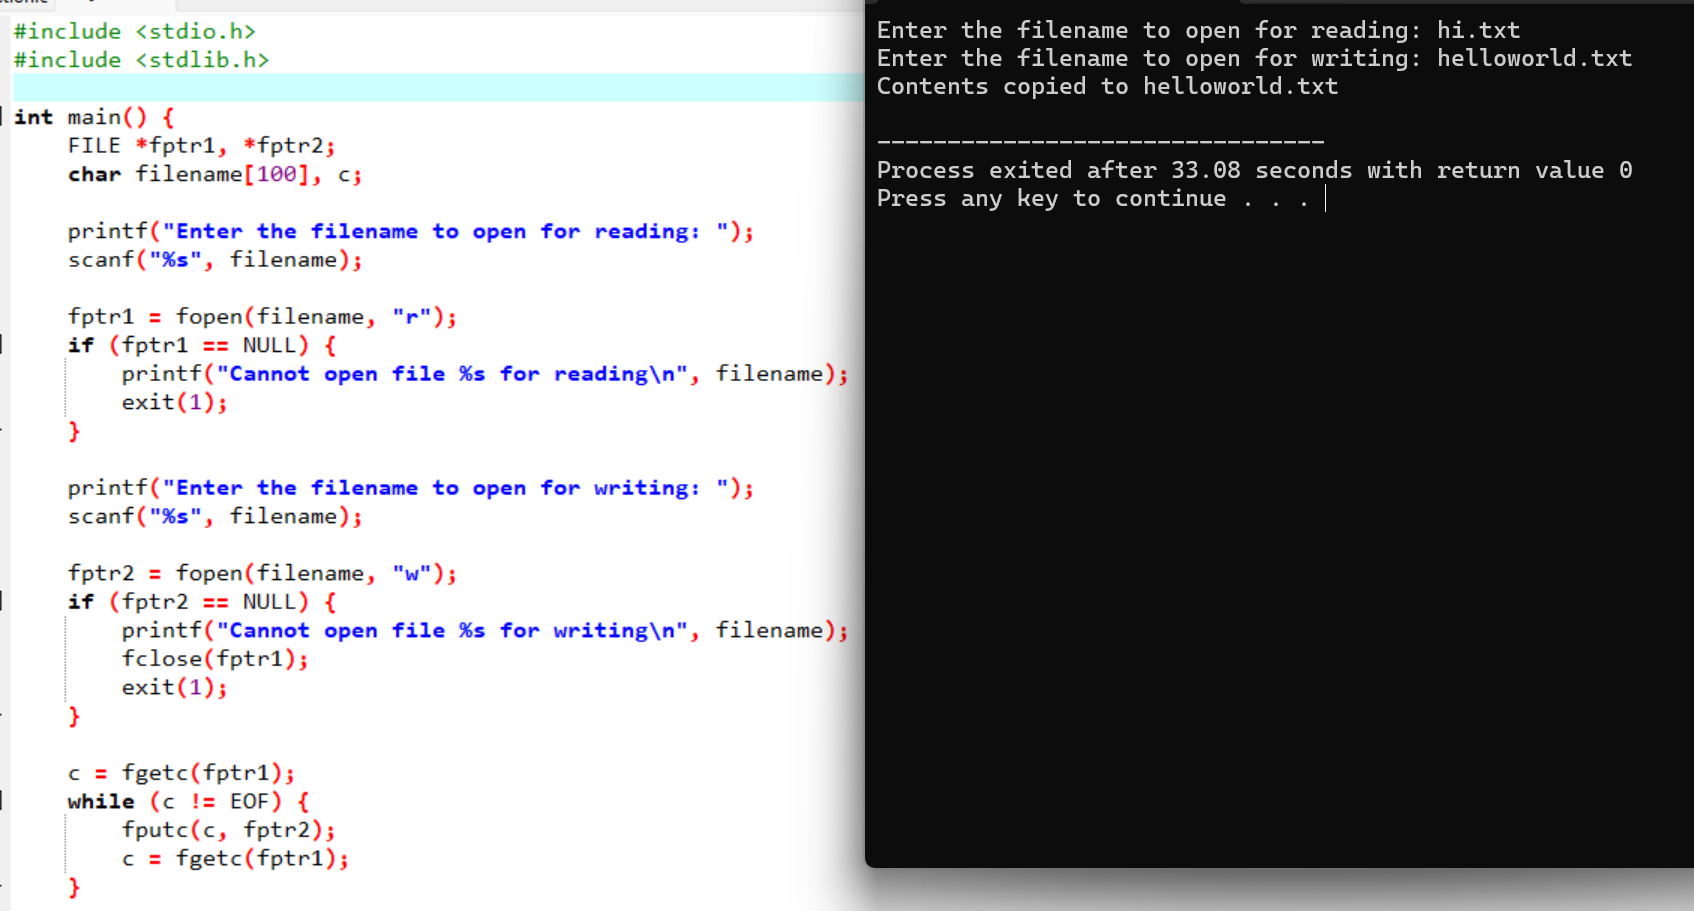 #include <stdio.h>
#include <stdlib.h>
int main() {
    FILE *fptr1, *fptr2;
    char filename[100], c;
    printf("Enter the filename to open for reading: ");
    scanf("%s", filename);
    fptr1 = fopen(filename, "r");
    if (fptr1 == NULL) {
        printf("Cannot open file %s for reading\n", filename);
        exit(1);
    }
    printf("Enter the filename to open for writing: ");
    scanf("%s", filename);
    fptr2 = fopen(filename, "w");
    if (fptr2 == NULL) {
        printf("Cannot open file %s for writing\n", filename);
        fclose(fptr1);
        exit(1);
    }
    c = fgetc(fptr1);
    while (c != EOF) {
        fputc(c, fptr2);
        c = fgetc(fptr1);
    }
Enter the filename to open for reading: hi.txt
Enter the filename to open for writing: helloworld.txt
Contents copied to helloworld.txt
--------------------------------
Process exited after 33.08 seconds with return value 0
Press any key to continue . . .